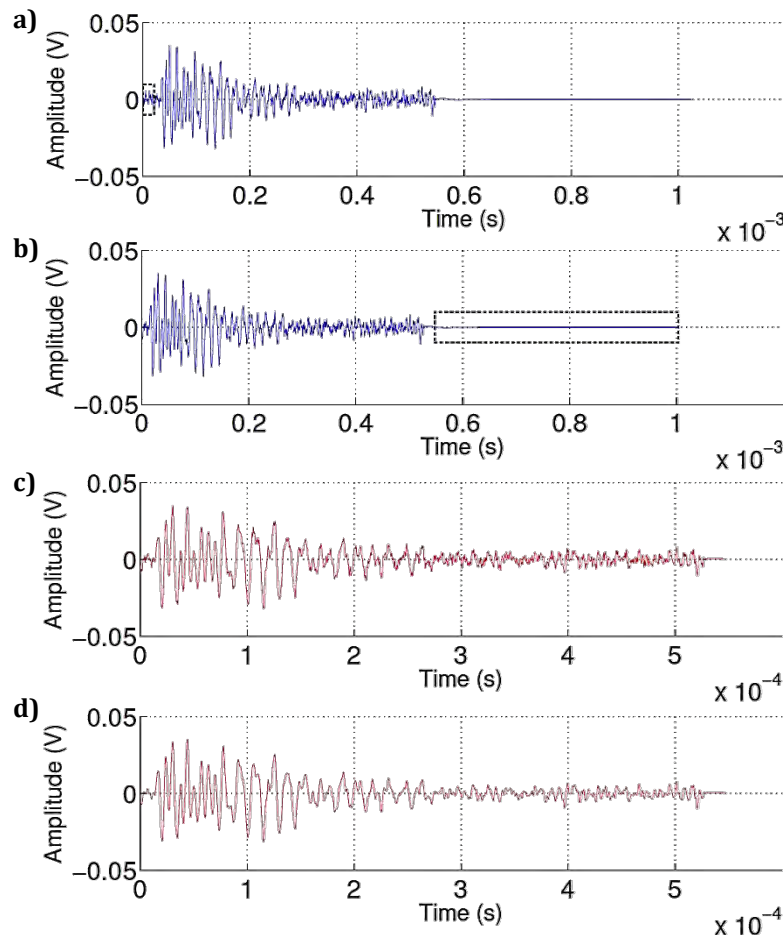 a)
0.05
0
−0.05
Amplitude (V)
0 0.2 0.4 0.6 0.8 1
Time (s)
x 10⁻³
b)
0.05
0
−0.05
Amplitude (V)
0 0.2 0.4 0.6 0.8 1
Time (s)
x 10⁻³
c)
0.05
0
−0.05
Amplitude (V)
0 1 2 3 4 5
Time (s)
x 10⁻⁴
d)
0.05
0
−0.05
Amplitude (V)
0 1 2 3 4 5
Time (s)
x 10⁻⁴